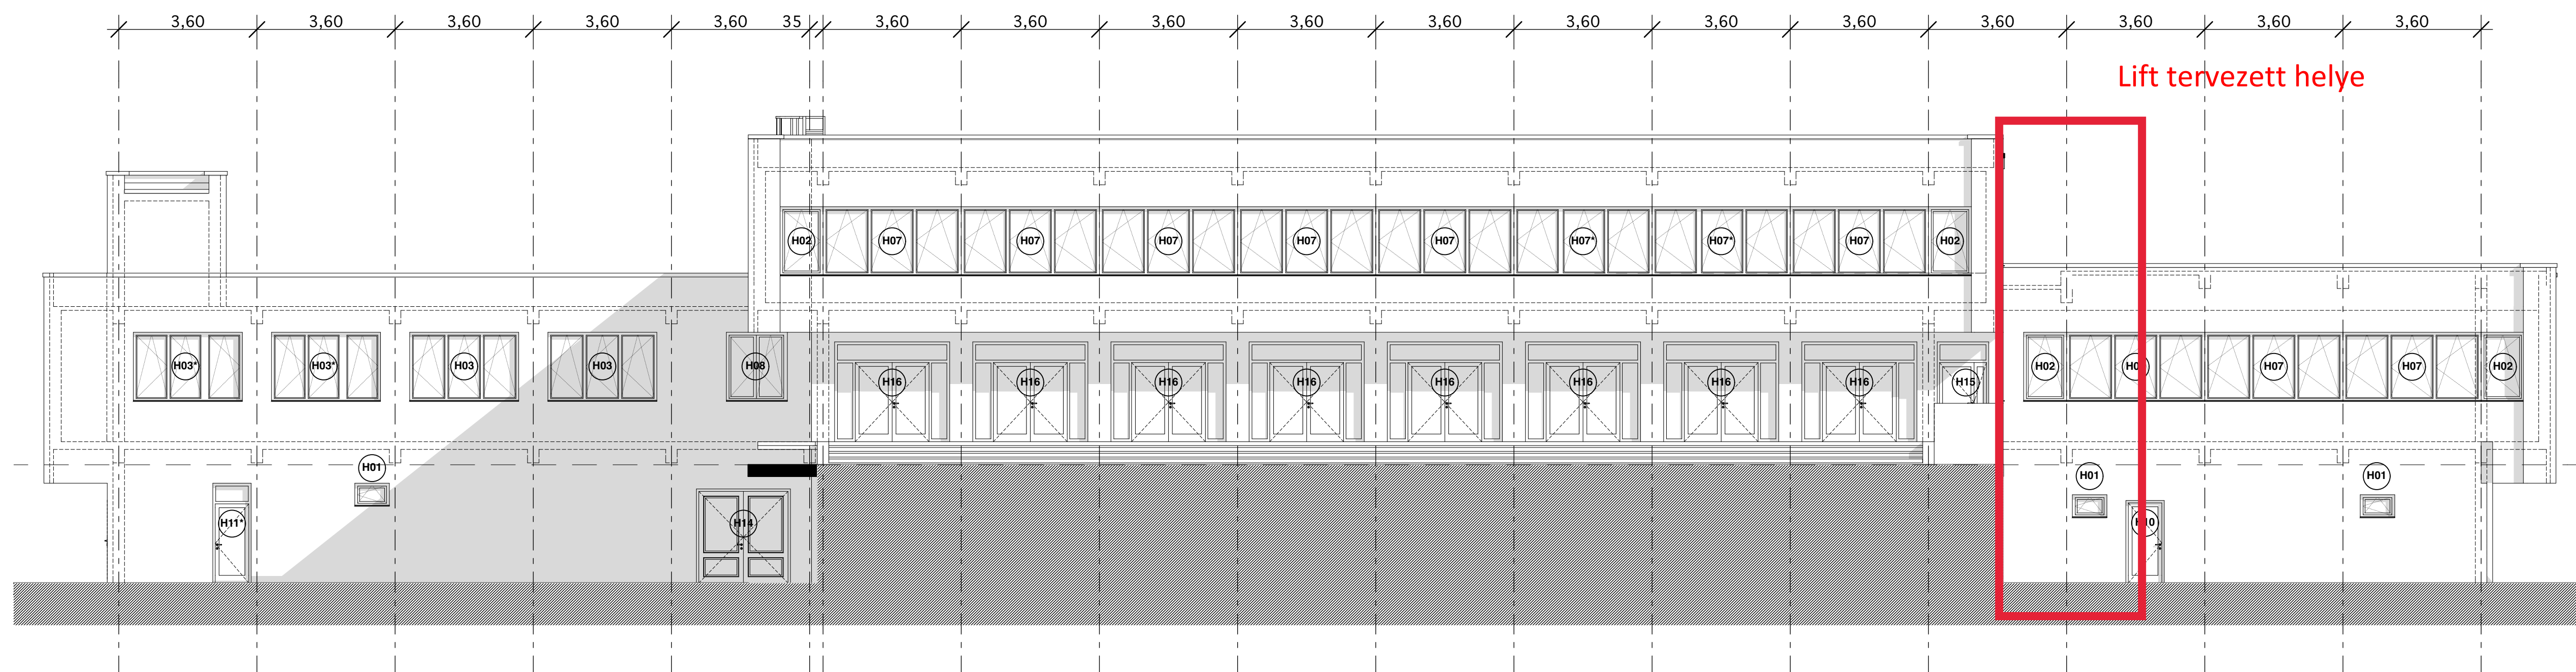 3,60 3,60 3,60 3,60 3,60 35 3,60 3,60 3,60 3,60 3,60 3,60 3,60 3,60 3,60 3,60 3,60 3,60
Lift tervezett helye
H02 H07 H07 H07 H07 H07 H07* H07* H07 H02
H03* H03* H03 H03 H08 H16 H16 H16 H16 H16 H16 H16 H16 H15 H02 H07 H07 H02
H01 H01 H01
H11* H14